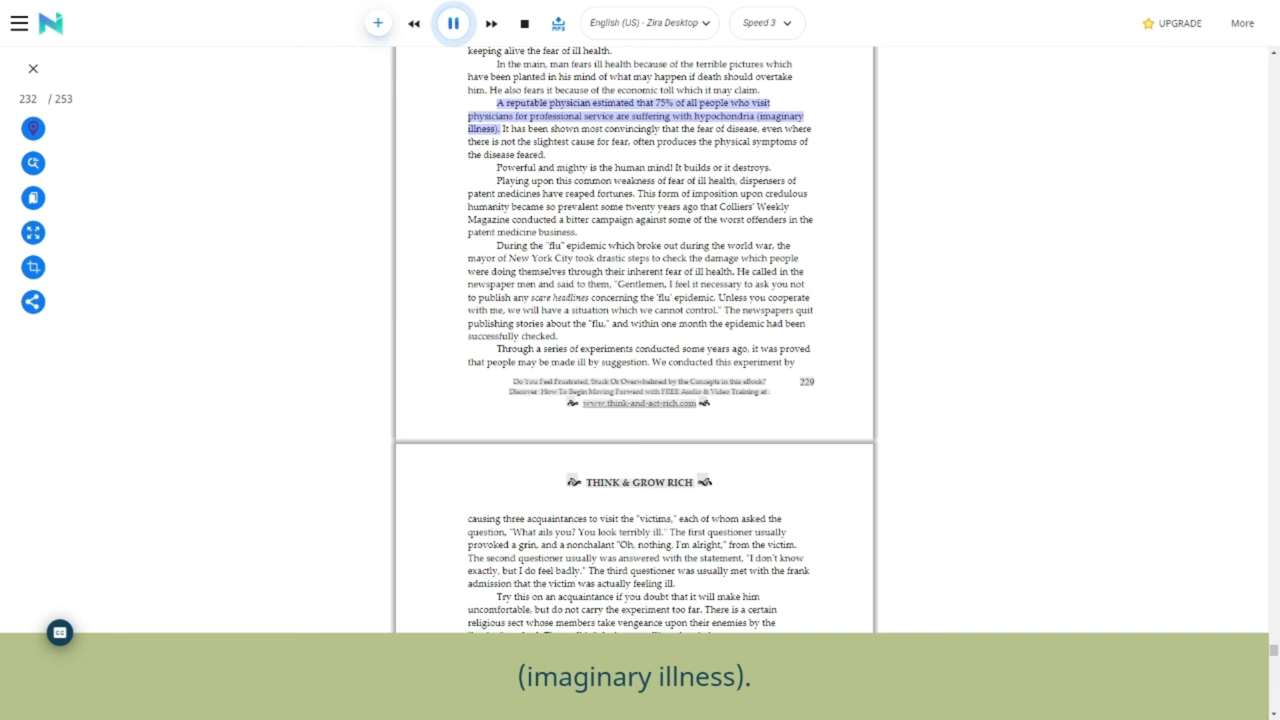 English (US) - Zira Desktop
Speed 3
UPGRADE
More
232 / 253
keeping alive the fear of ill health.
In the main, man fears ill health because of the terrible pictures which
have been planted in his mind of what may happen if death should overtake
him. He also fears it because of the economic toll which it may claim.
A reputable physician estimated that 75% of all people who visit
physicians for professional service are suffering with hypochondria (imaginary
illness). It has been shown most convincingly that the fear of disease, even where
there is not the slightest cause for fear, often produces the physical symptoms of
the disease feared.
Powerful and mighty is the human mind! It builds or it destroys.
Playing upon this common weakness of fear of ill health, dispensers of
patent medicines have reaped fortunes. This form of imposition upon credulous
humanity became so prevalent some twenty years ago that Colliers' Weekly
Magazine conducted a bitter campaign against some of the worst offenders in the
patent medicine business.
During the "flu" epidemic which broke out during the world war, the
mayor of New York City took drastic steps to check the damage which people
were doing themselves through their inherent fear of ill health. He called in the
newspaper men and said to them, "Gentlemen, I feel it necessary to ask you not
to publish any scare headlines concerning the 'flu' epidemic. Unless you cooperate
with me, we will have a situation which we cannot control." The newspapers quit
publishing stories about the "flu," and within one month the epidemic had been
successfully checked.
Through a series of experiments conducted some years ago, it was proved
that people may be made ill by suggestion. We conducted this experiment by
Do You Feel Frustrated, Stuck Or Overwhelmed by the Concepts in this eBook? 229
Discover How To Begin Moving Forward with FREE Audio & Video Training at:
www.think-and-act-rich.com
THINK & GROW RICH
causing three acquaintances to visit the "victims," each of whom asked the
question, "What ails you? You look terribly ill." The first questioner usually
provoked a grin, and a nonchalant "Oh, nothing, I'm alright," from the victim.
The second questioner usually was answered with the statement, "I don't know
exactly, but I do feel badly." The third questioner was usually met with the frank
admission that the victim was actually feeling ill.
Try this on an acquaintance if you doubt that it will make him
uncomfortable, but do not carry the experiment too far. There is a certain
religious sect whose members take vengeance upon their enemies by the
(imaginary illness).